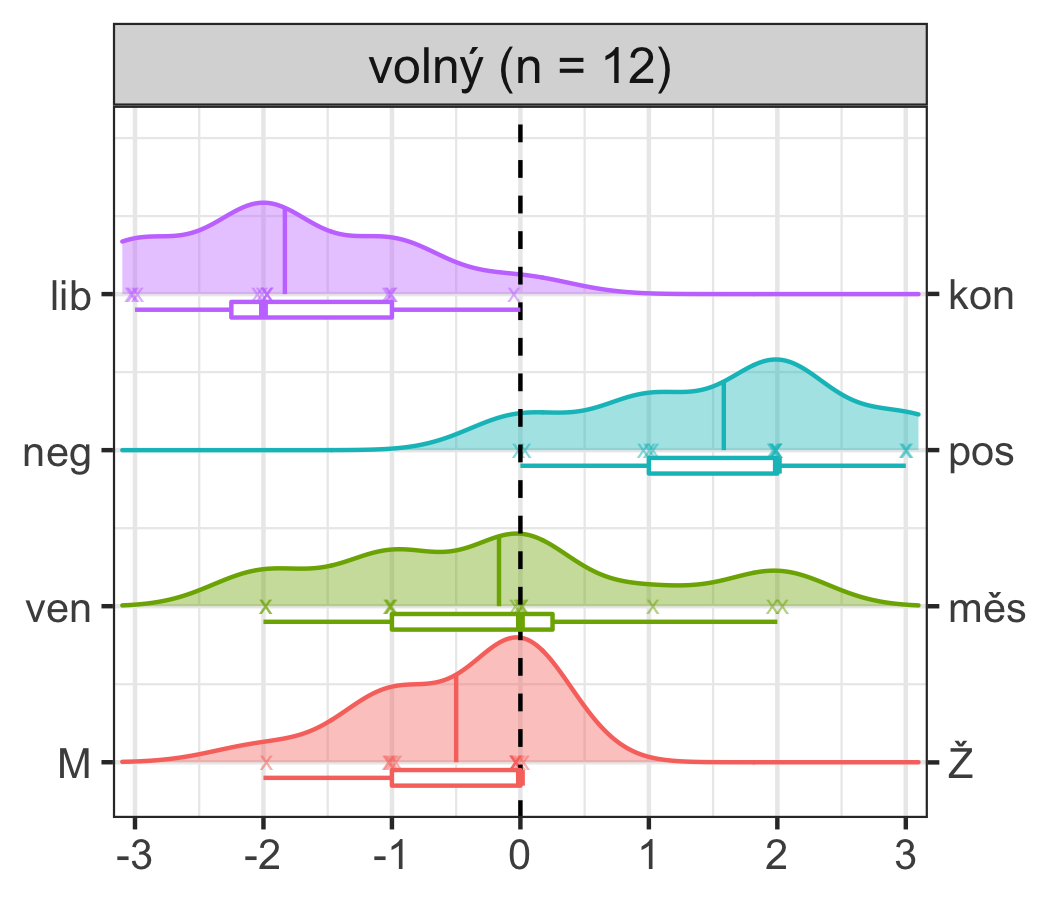 volný (n = 12)
lib kon
neg pos
ven měs
M Ž
-3 -2 -1 0 1 2 3